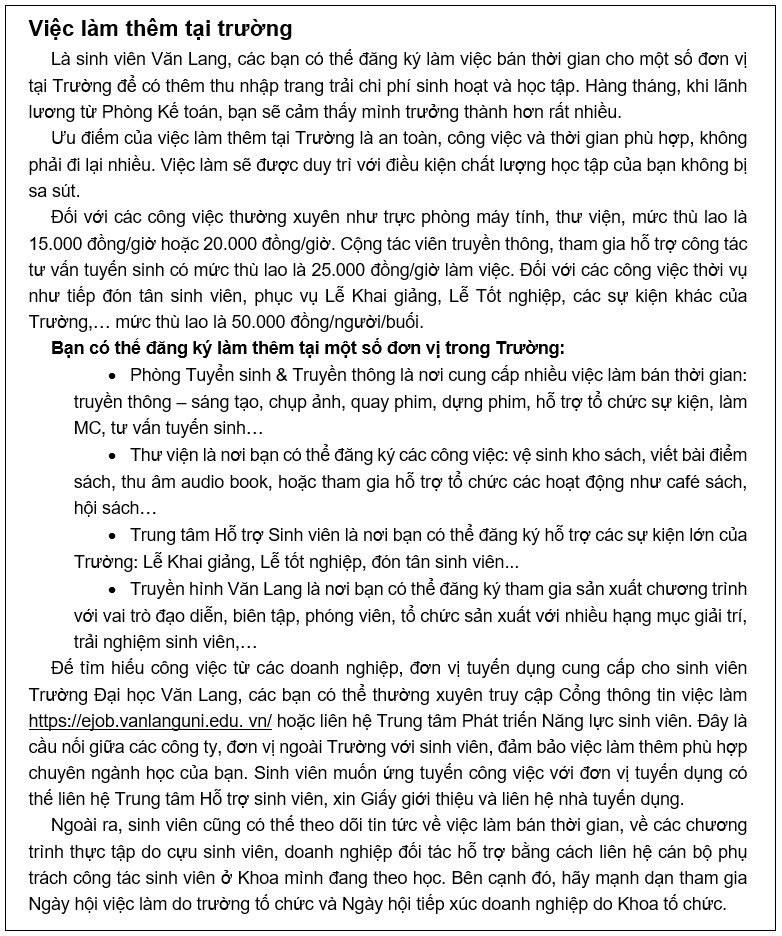 Việc làm thêm tại trường
Là sinh viên Văn Lang, các bạn có thể đăng ký làm việc bán thời gian cho một số đơn vị
tại Trường để có thêm thu nhập trang trải chi phí sinh hoạt và học tập. Hàng tháng, khi lãnh
lương từ Phòng Kế toán, bạn sẽ cảm thấy mình trưởng thành hơn rất nhiều.
Ưu điểm của việc làm thêm tại Trường là an toàn, công việc và thời gian phù hợp, không
phải đi lại nhiều. Việc làm sẽ được duy trì với điều kiện chất lượng học tập của bạn không bị
sa sút.
Đối với các công việc thường xuyên như trực phòng máy tính, thư viện, mức thù lao là
15.000 đồng/giờ hoặc 20.000 đồng/giờ. Cộng tác viên truyền thông, tham gia hỗ trợ công tác
tư vấn tuyển sinh có mức thù lao là 25.000 đồng/giờ làm việc. Đối với các công việc thời vụ
như tiếp đón tân sinh viên, phục vụ Lễ Khai giảng, Lễ Tốt nghiệp, các sự kiện khác của
Trường,… mức thù lao là 50.000 đồng/người/buổi.
Bạn có thể đăng ký làm thêm tại một số đơn vị trong Trường:
• Phòng Tuyển sinh & Truyền thông là nơi cung cấp nhiều việc làm bán thời gian:
truyền thông – sáng tạo, chụp ảnh, quay phim, dựng phim, hỗ trợ tổ chức sự kiện, làm
MC, tư vấn tuyển sinh…
• Thư viện là nơi bạn có thể đăng ký các công việc: vệ sinh kho sách, viết bài điểm
sách, thu âm audio book, hoặc tham gia hỗ trợ tổ chức các hoạt động như café sách,
hội sách…
• Trung tâm Hỗ trợ Sinh viên là nơi bạn có thể đăng ký hỗ trợ các sự kiện lớn của
Trường: Lễ Khai giảng, Lễ tốt nghiệp, đón tân sinh viên...
• Truyền hình Văn Lang là nơi bạn có thể đăng ký tham gia sản xuất chương trình
với vai trò đạo diễn, biên tập, phóng viên, tổ chức sản xuất với nhiều hạng mục giải trí,
trải nghiệm sinh viên,…
Để tìm hiểu công việc từ các doanh nghiệp, đơn vị tuyển dụng cung cấp cho sinh viên
Trường Đại học Văn Lang, các bạn có thể thường xuyên truy cập Cổng thông tin việc làm
https://ejob.vanlanguni.edu. vn/ hoặc liên hệ Trung tâm Phát triển Năng lực sinh viên. Đây là
cầu nối giữa các công ty, đơn vị ngoài Trường với sinh viên, đảm bảo việc làm thêm phù hợp
chuyên ngành học của bạn. Sinh viên muốn ứng tuyển công việc với đơn vị tuyển dụng có
thể liên hệ Trung tâm Hỗ trợ sinh viên, xin Giấy giới thiệu và liên hệ nhà tuyển dụng.
Ngoài ra, sinh viên cũng có thể theo dõi tin tức về việc làm bán thời gian, về các chương
trình thực tập do cựu sinh viên, doanh nghiệp đối tác hỗ trợ bằng cách liên hệ cán bộ phụ
trách công tác sinh viên ở Khoa mình đang theo học. Bên cạnh đó, hãy mạnh dạn tham gia
Ngày hội việc làm do trường tổ chức và Ngày hội tiếp xúc doanh nghiệp do Khoa tổ chức.